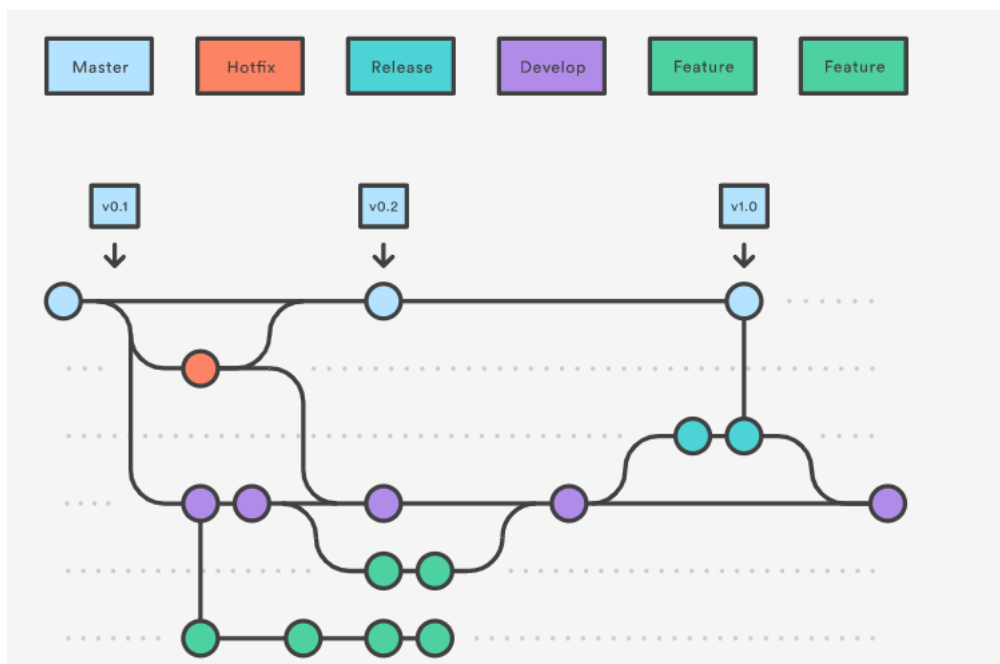 Master
Hotfix
Release
Develop
Feature
Feature
v0.1
v0.2
v1.0